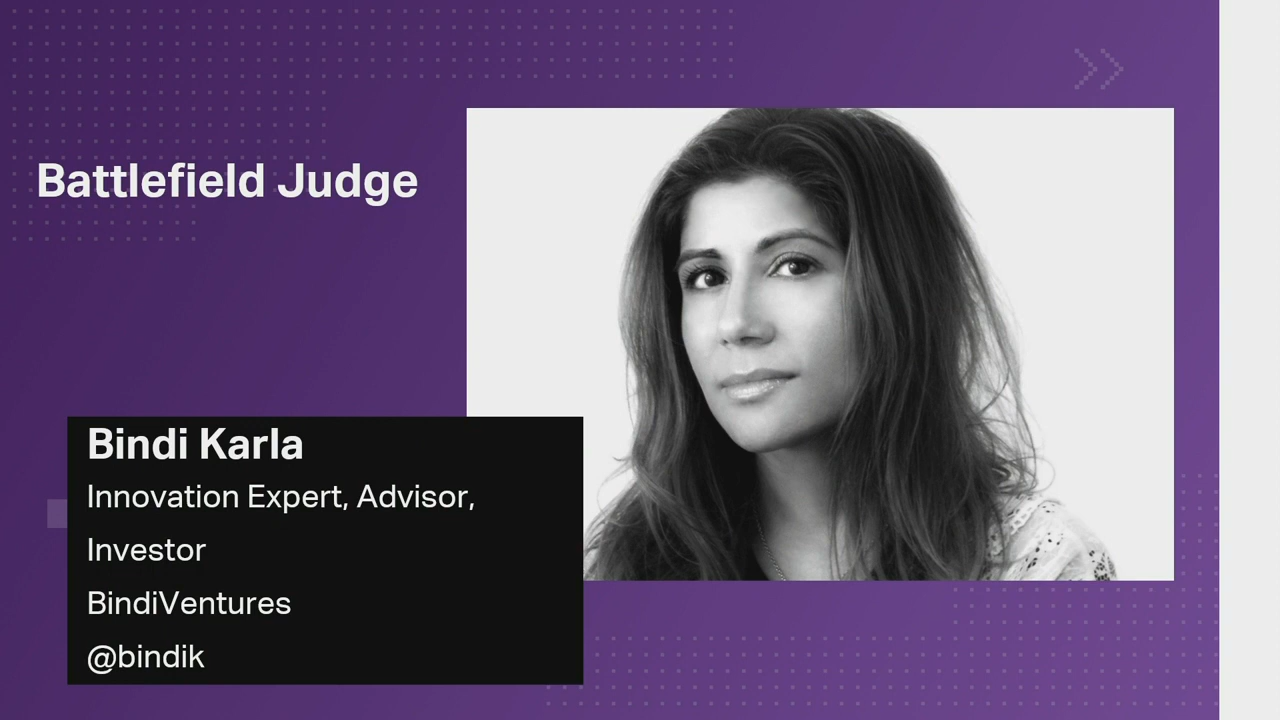 Battlefield Judge
Bindi Karla
Innovation Expert, Advisor,
Investor
BindiVentures
@bindik